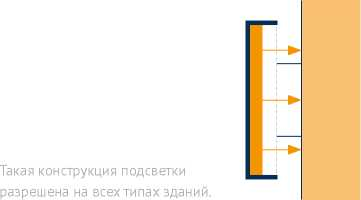 Такая конструкция подсветки
разрешена на всех типах зданий.